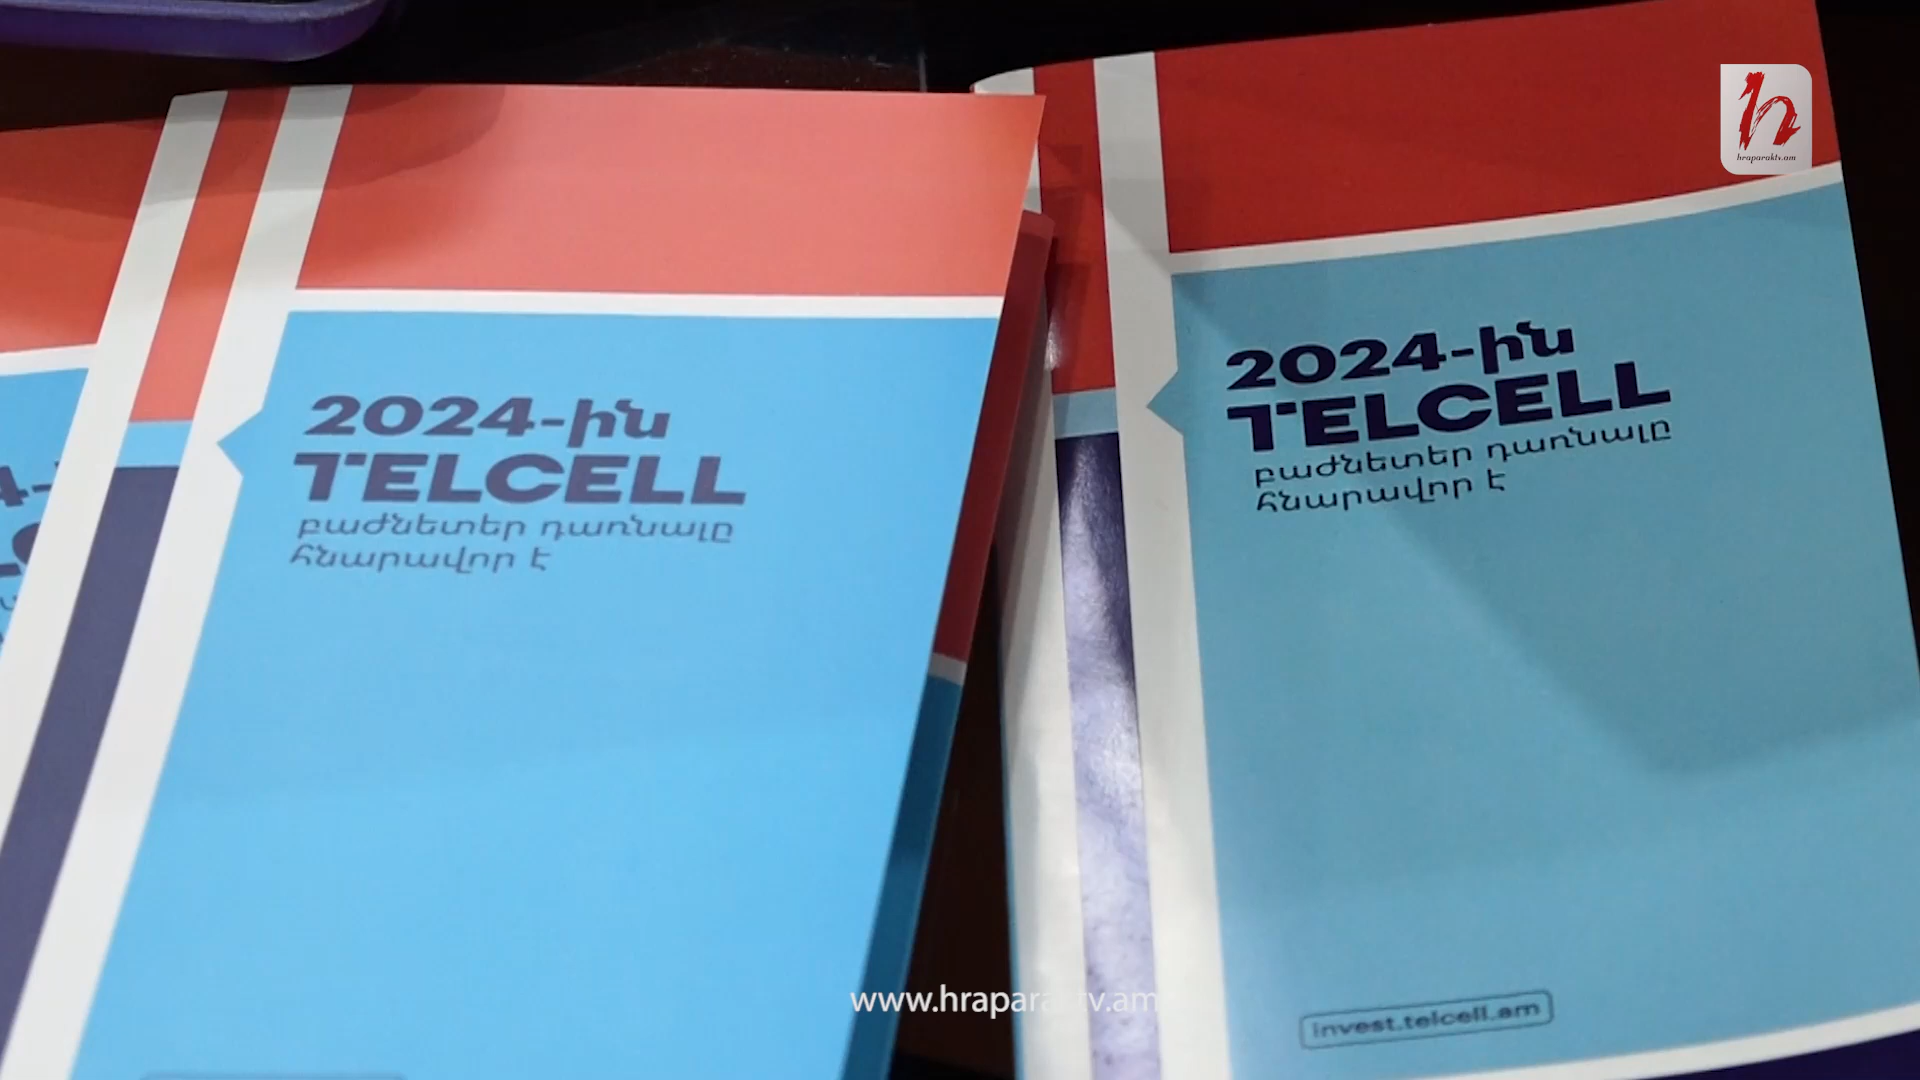 hraparaktv.am
2024-ին
TELCELL
բաժնետեր դառնալը
հնարավոր է
2024-ին
TELCELL
բաժնետեր դառնալը
հնարավոր է
invest.telcell.am
www.hraparaktv.am